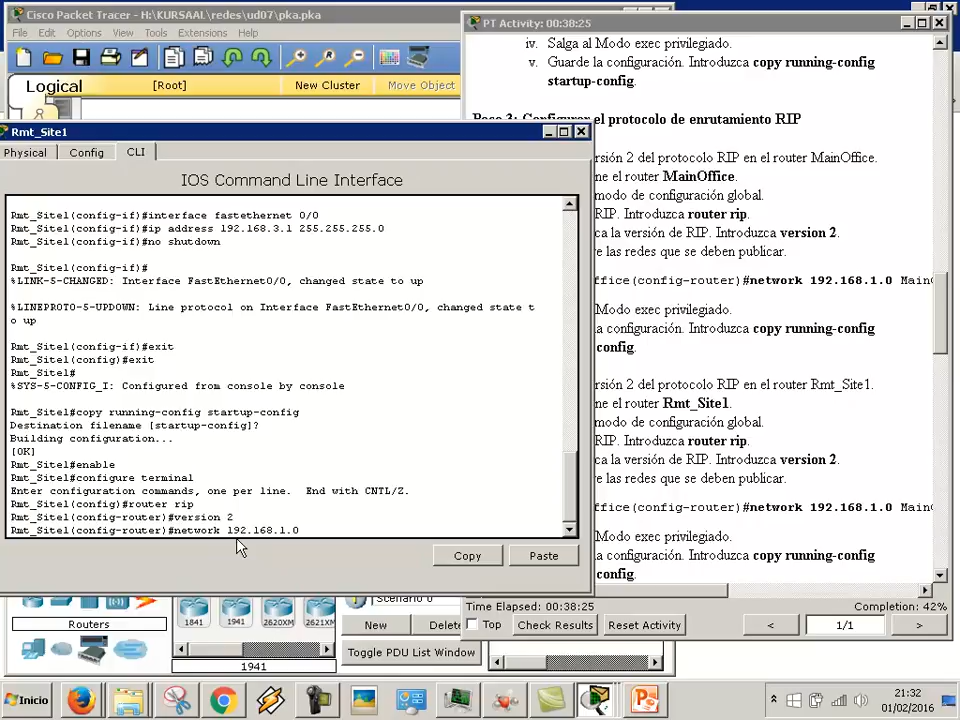 Cisco Packet Tracer - H:\KURSAAL\redes\ud07\pka.pka
File Edit Options View Tools Extensions Help
Logical [Root] New Cluster Move Object
PT Activity: 00:38:25
iv. Salga al Modo exec privilegiado.
v. Guarde la configuración. Introduzca copy running-config
startup-config.
Paso 3: Configurar el protocolo de enrutamiento RIP
rsión 2 del protocolo RIP en el router MainOffice.
ne el router MainOffice.
modo de configuración global.
RIP. Introduzca router rip.
ca la versión de RIP. Introduzca version 2.
e las redes que se deben publicar.
office(config-router)#network 192.168.1.0 Main
Modo exec privilegiado.
a configuración. Introduzca copy running-config
config.
rsión 2 del protocolo RIP en el router Rmt_Site1.
ne el router Rmt_Site1.
modo de configuración global.
RIP. Introduzca router rip.
ca la versión de RIP. Introduzca version 2.
e las redes que se deben publicar.
office(config-router)#network 192.168.1.0 Main
Modo exec privilegiado.
a configuración. Introduzca copy running-config
config.
Time Elapsed: 00:38:25 Completion: 42%
Top Check Results Reset Activity < 1/1 >
Rmt_Site1
Physical Config CLI
IOS Command Line Interface
Rmt_Site1(config-if)#interface fastethernet 0/0
Rmt_Site1(config-if)#ip address 192.168.3.1 255.255.255.0
Rmt_Site1(config-if)#no shutdown
Rmt_Site1(config-if)#
%LINK-5-CHANGED: Interface FastEthernet0/0, changed state to up
%LINEPROTO-5-UPDOWN: Line protocol on Interface FastEthernet0/0, changed state t
o up
Rmt_Site1(config-if)#exit
Rmt_Site1(config)#exit
Rmt_Site1#
%SYS-5-CONFIG_I: Configured from console by console
Rmt_Site1#copy running-config startup-config
Destination filename [startup-config]?
Building configuration...
[OK]
Rmt_Site1#enable
Rmt_Site1#configure terminal
Enter configuration commands, one per line. End with CNTL/Z.
Rmt_Site1(config)#router rip
Rmt_Site1(config-router)#version 2
Rmt_Site1(config-router)#network 192.168.1.0
Copy Paste
Scenario 0
Routers
1841 1941 2620XM 2621XM
New Delete
Toggle PDU List Window
1941
Inicio
21:32
01/02/2016